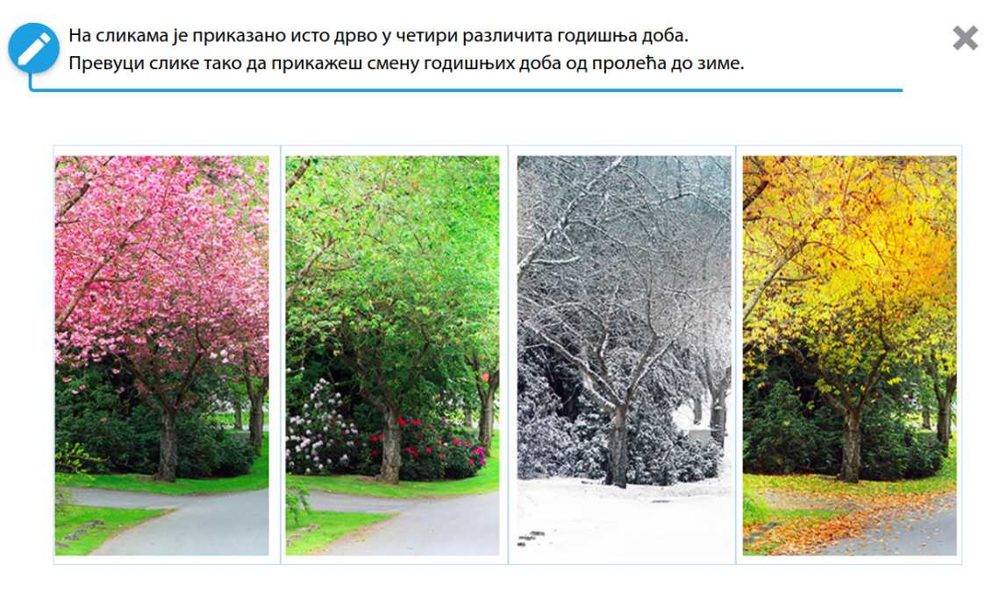 На сликама је приказано исто дрво у четири различита годишња доба.
Превуци слике тако да прикажеш смену годишњих доба од пролећа до зиме.